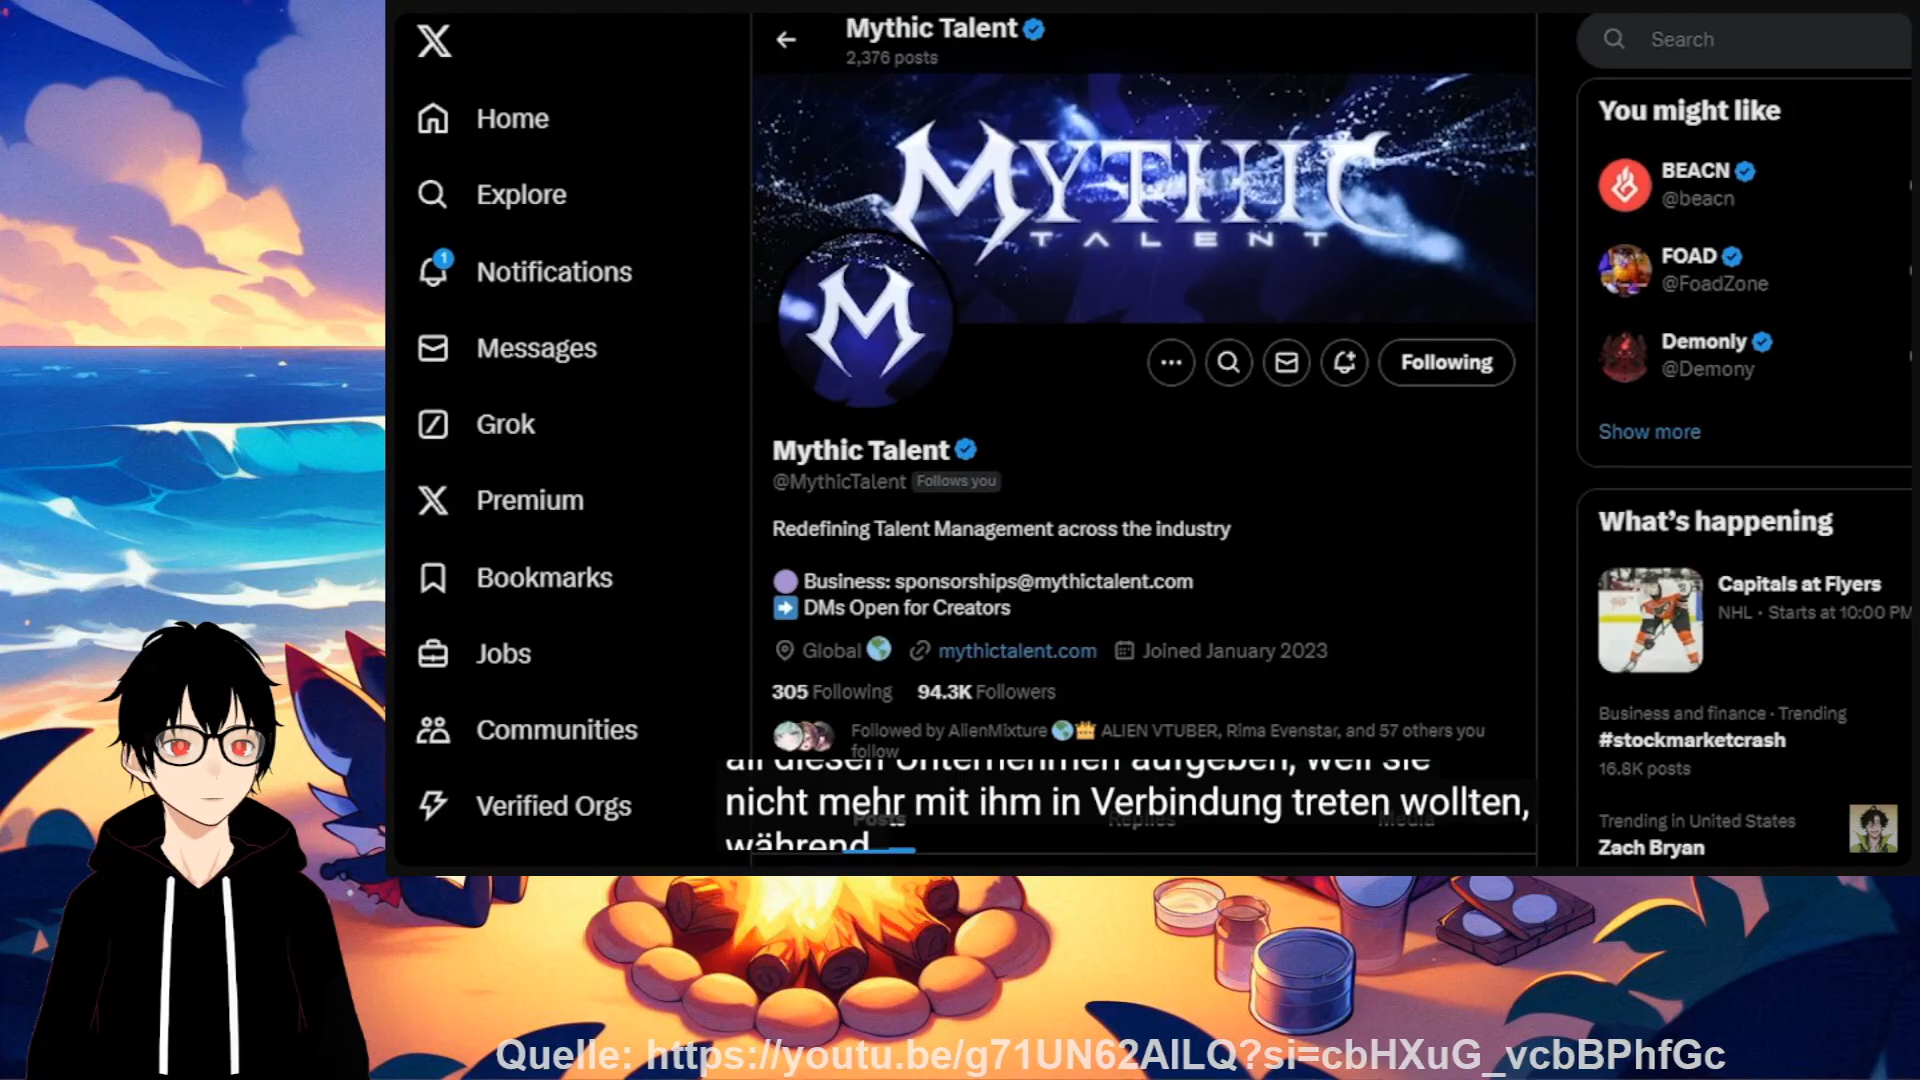 Home
Explore
1
Notifications
Messages
Grok
Premium
Bookmarks
Jobs
Communities
Verified Orgs
Mythic Talent
2,376 posts
MYTHIC
TALENT
M
Following
Mythic Talent
@MythicTalent Follows you
Redefining Talent Management across the industry
Business: sponsorships@mythictalent.com
DMs Open for Creators
Global mythictalent.com Joined January 2023
305 Following 94.3K Followers
Followed by AlienMixture ALIEN VTUBER, Rima Evenstar, and 57 others you
follow
all diesen Unternehmen aufgeben, weil sie
nicht mehr mit ihm in Verbindung treten wollten,
während
Posts Replies Media
Search
You might like
BEACN
@beacn
FOAD
@FoadZone
Demonly
@Demony
Show more
What's happening
Capitals at Flyers
NHL · Starts at 10:00 PM
Business and finance · Trending
#stockmarketcrash
16.8K posts
Trending in United States
Zach Bryan
Quelle: https://youtu.be/g71UN62AILQ?si=cbHXuG_vcbBPhfGc